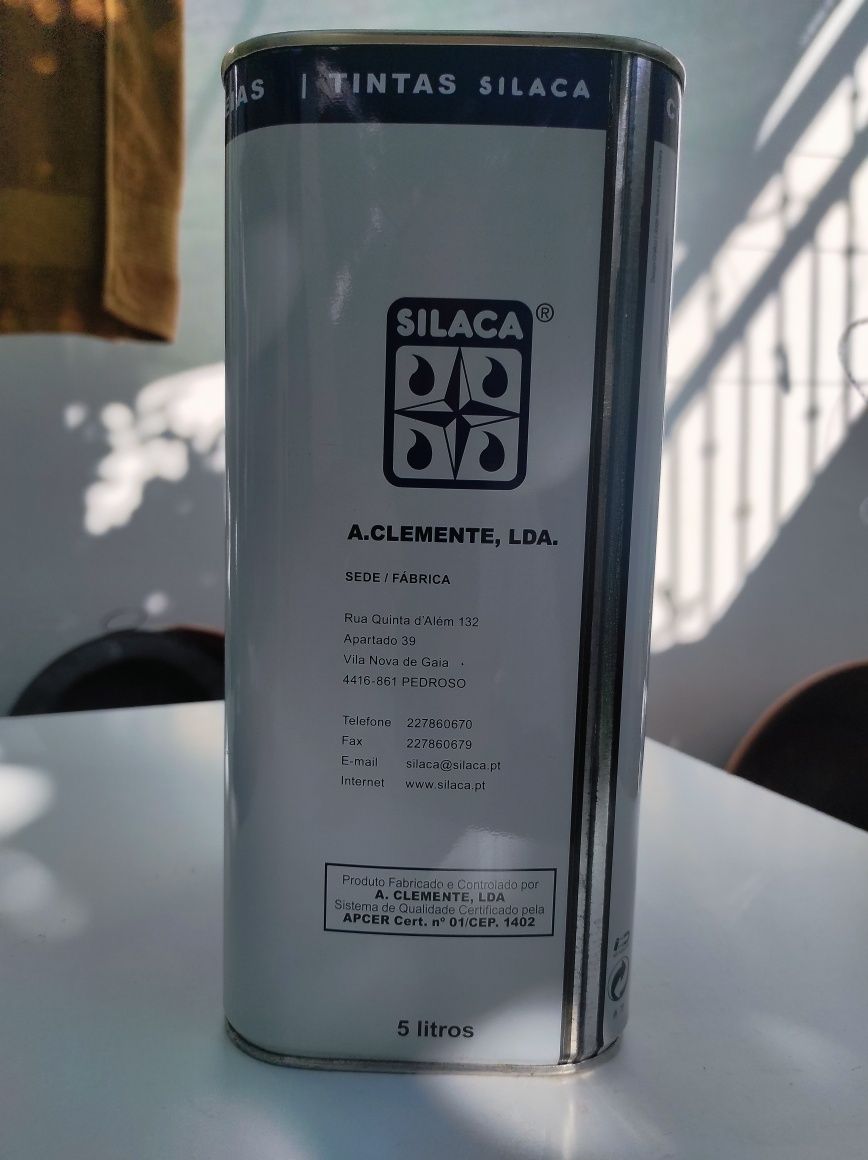 | TINTAS SILACA
SILACA ®
A.CLEMENTE, LDA.
SEDE / FÁBRICA
Rua Quinta d'Além 132
Apartado 39
Vila Nova de Gaia
4416-861 PEDROSO
Telefone 227860670
Fax 227860679
E-mail silaca@silaca.pt
Internet www.silaca.pt
Produto Fabricado e Controlado por
A. CLEMENTE, LDA
Sistema de Qualidade Certificado pela
APCER Cert. nº 01/CEP. 1402
5 litros